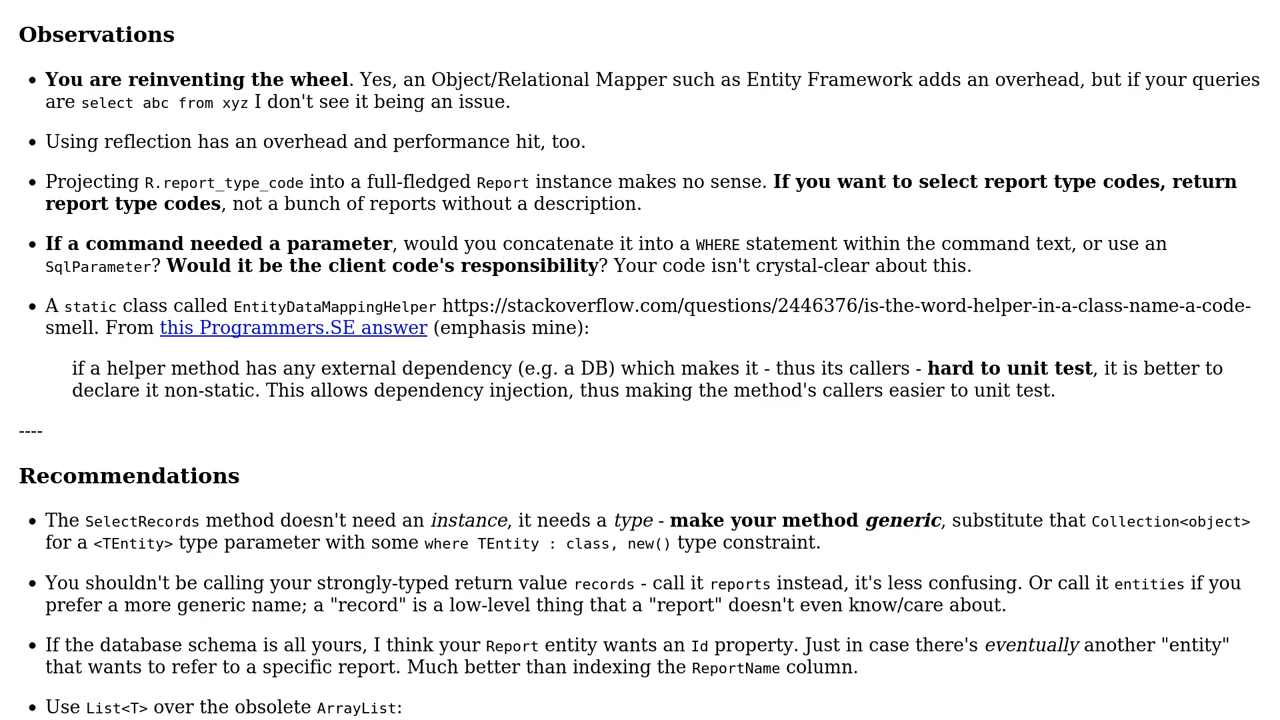 Observations
• You are reinventing the wheel. Yes, an Object/Relational Mapper such as Entity Framework adds an overhead, but if your queries
are select abc from xyz I don't see it being an issue.
• Using reflection has an overhead and performance hit, too.
• Projecting R.report_type_code into a full-fledged Report instance makes no sense. If you want to select report type codes, return
report type codes, not a bunch of reports without a description.
• If a command needed a parameter, would you concatenate it into a WHERE statement within the command text, or use an
SqlParameter? Would it be the client code's responsibility? Your code isn't crystal-clear about this.
• A static class called EntityDataMappingHelper https://stackoverflow.com/questions/2446376/is-the-word-helper-in-a-class-name-a-code-
smell. From this Programmers.SE answer (emphasis mine):
if a helper method has any external dependency (e.g. a DB) which makes it - thus its callers - hard to unit test, it is better to
declare it non-static. This allows dependency injection, thus making the method's callers easier to unit test.
----
Recommendations
• The SelectRecords method doesn't need an instance, it needs a type - make your method generic, substitute that Collection<object>
for a <TEntity> type parameter with some where TEntity : class, new() type constraint.
• You shouldn't be calling your strongly-typed return value records - call it reports instead, it's less confusing. Or call it entities if you
prefer a more generic name; a "record" is a low-level thing that a "report" doesn't even know/care about.
• If the database schema is all yours, I think your Report entity wants an Id property. Just in case there's eventually another "entity"
that wants to refer to a specific report. Much better than indexing the ReportName column.
• Use List<T> over the obsolete ArrayList: